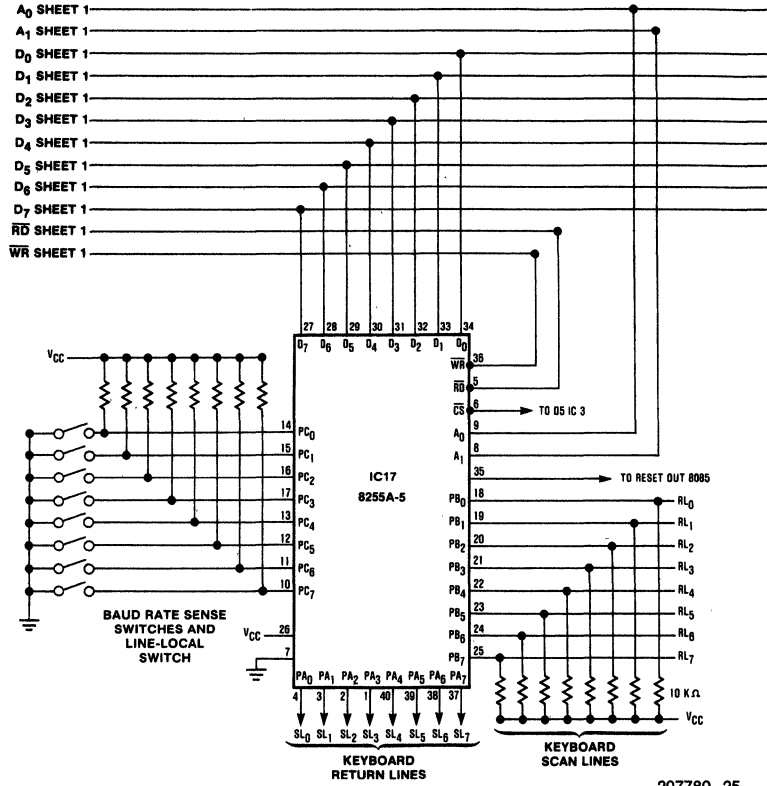 A0 SHEET 1
A1 SHEET 1
D0 SHEET 1
D1 SHEET 1
D2 SHEET 1
D3 SHEET 1
D4 SHEET 1
D5 SHEET 1
D6 SHEET 1
D7 SHEET 1
RD SHEET 1
WR SHEET 1
27 28 29 30 31 32 33 34
D7 D6 D5 D4 D3 D2 D1 D0
VCC
WR 36
RD 5
CS 6 TO 05 IC 3
A0 9
A1 8
35 TO RESET OUT 8085
IC17
8255A-5
14 PC0
15 PC1
16 PC2
17 PC3
13 PC4
12 PC5
11 PC6
10 PC7
PB0 18 RL0
PB1 19 RL1
PB2 20 RL2
PB3 21 RL3
PB4 22 RL4
PB5 23 RL5
PB6 24 RL6
PB7 25 RL7
BAUD RATE SENSE
SWITCHES AND
LINE-LOCAL
SWITCH
VCC 26
7
PA0 PA1 PA2 PA3 PA4 PA5 PA6 PA7
4 3 2 1 40 39 38 37
SL0 SL1 SL2 SL3 SL4 SL5 SL6 SL7
10 KΩ
VCC
KEYBOARD
RETURN LINES
KEYBOARD
SCAN LINES